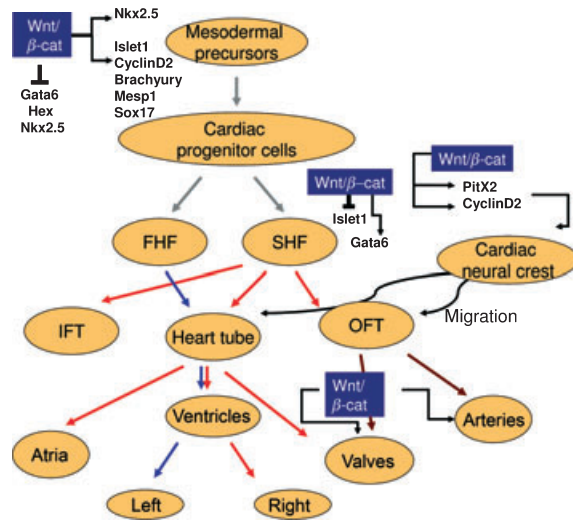 Wnt/
β-cat
Nkx2.5
Islet1
CyclinD2
Brachyury
Mesp1
Sox17
Gata6
Hex
Nkx2.5
Mesodermal
precursors
Cardiac
progenitor cells
Wnt/β-cat
Islet1
Gata6
Wnt/β-cat
PitX2
CyclinD2
FHF
SHF
Cardiac
neural crest
Migration
IFT
Heart tube
OFT
Wnt/
β-cat
Ventricles
Arteries
Atria
Valves
Left
Right